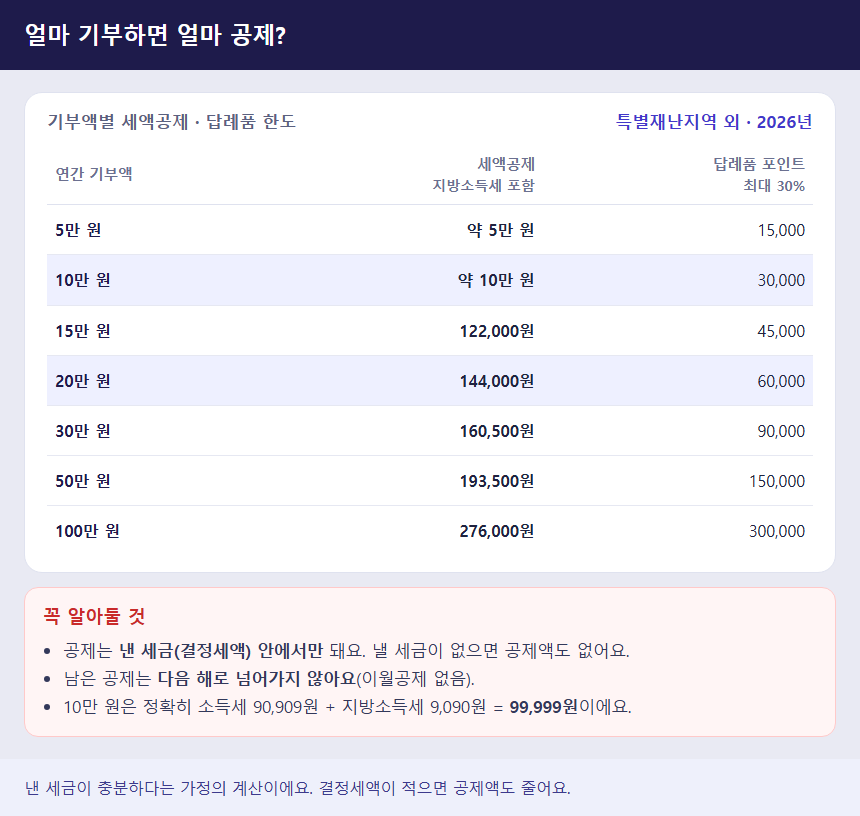 얼마 기부하면 얼마 공제?
기부액별 세액공제 · 답례품 한도
특별재난지역 외 · 2026년
연간 기부액
세액공제
지방소득세 포함
답례품 포인트
최대 30%
5만 원 약 5만 원 15,000
10만 원 약 10만 원 30,000
15만 원 122,000원 45,000
20만 원 144,000원 60,000
30만 원 160,500원 90,000
50만 원 193,500원 150,000
100만 원 276,000원 300,000
꼭 알아둘 것
• 공제는 낸 세금(결정세액) 안에서만 돼요. 낼 세금이 없으면 공제액도 없어요.
• 남은 공제는 다음 해로 넘어가지 않아요(이월공제 없음).
• 10만 원은 정확히 소득세 90,909원 + 지방소득세 9,090원 = 99,999원이에요.
낸 세금이 충분하다는 가정의 계산이에요. 결정세액이 적으면 공제액도 줄어요.